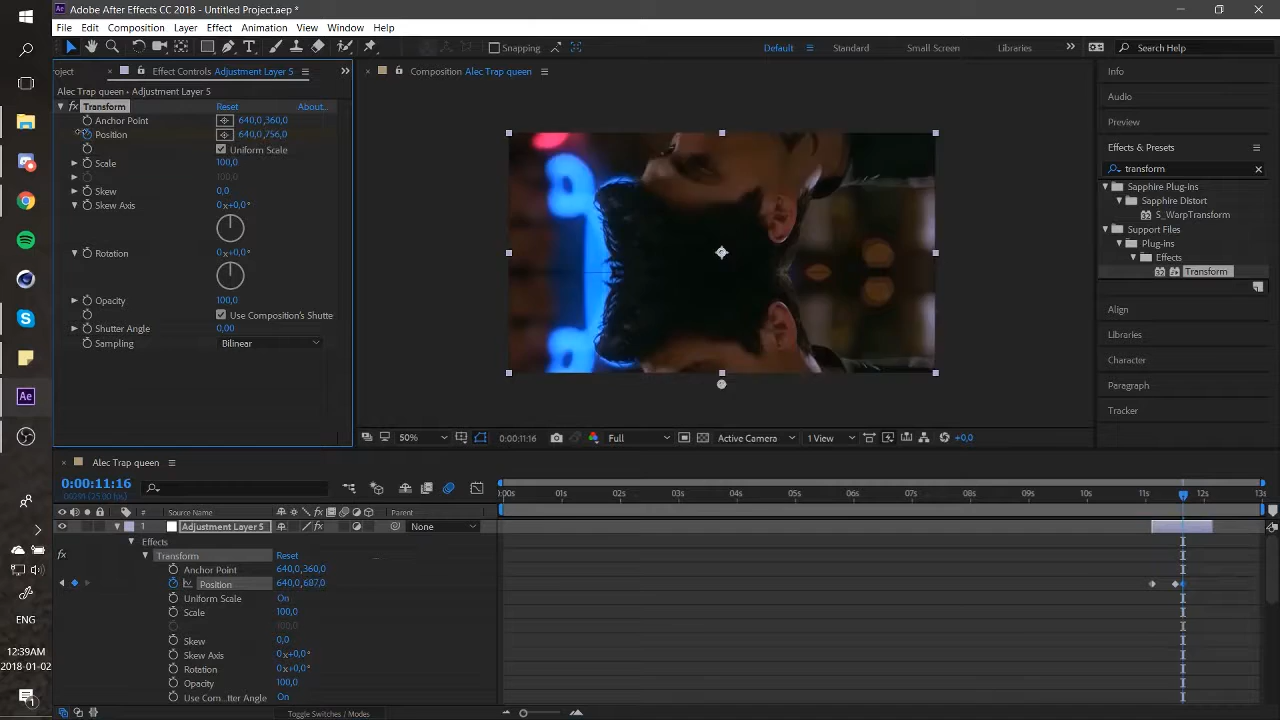 Adobe After Effects CC 2018 - Untitled Project.aep *
File Edit Composition Layer Effect Animation View Window Help
Snapping
Default Standard Small Screen Libraries
Search Help
oject Effect Controls Adjustment Layer 5
Alec Trap queen • Adjustment Layer 5
fx Transform Reset About...
Anchor Point 640,0,360,0
Position 640,0,756,0
Uniform Scale
Scale 100,0
100,0
Skew 0,0
Skew Axis 0x+0,0°
Rotation 0x+0,0°
Opacity 100,0
Use Composition's Shutte
Shutter Angle 0,00
Sampling Bilinear
Composition Alec Trap queen
50% 0:00:11:16 Full Active Camera 1 View +0,0
Info
Audio
Preview
Effects & Presets
transform
Sapphire Plug-ins
Sapphire Distort
S_WarpTransform
Support Files
Plug-ins
Effects
Transform
Align
Libraries
Character
Paragraph
Tracker
Alec Trap queen
0:00:11:16
# Source Name Parent
1 Adjustment Layer 5 None
Effects
fx Transform Reset
Anchor Point 640,0,360,0
Position 640,0,687,0
Uniform Scale On
Scale 100,0
100,0
Skew 0,0
Skew Axis 0x+0,0°
Rotation 0x+0,0°
Opacity 100,0
Use Com...tter Angle On
Toggle Switches / Modes
:00s 01s 02s 03s 04s 05s 06s 07s 08s 09s 10s 11s 12s 13s
Ae
ENG
12:39AM
2018-01-02
1